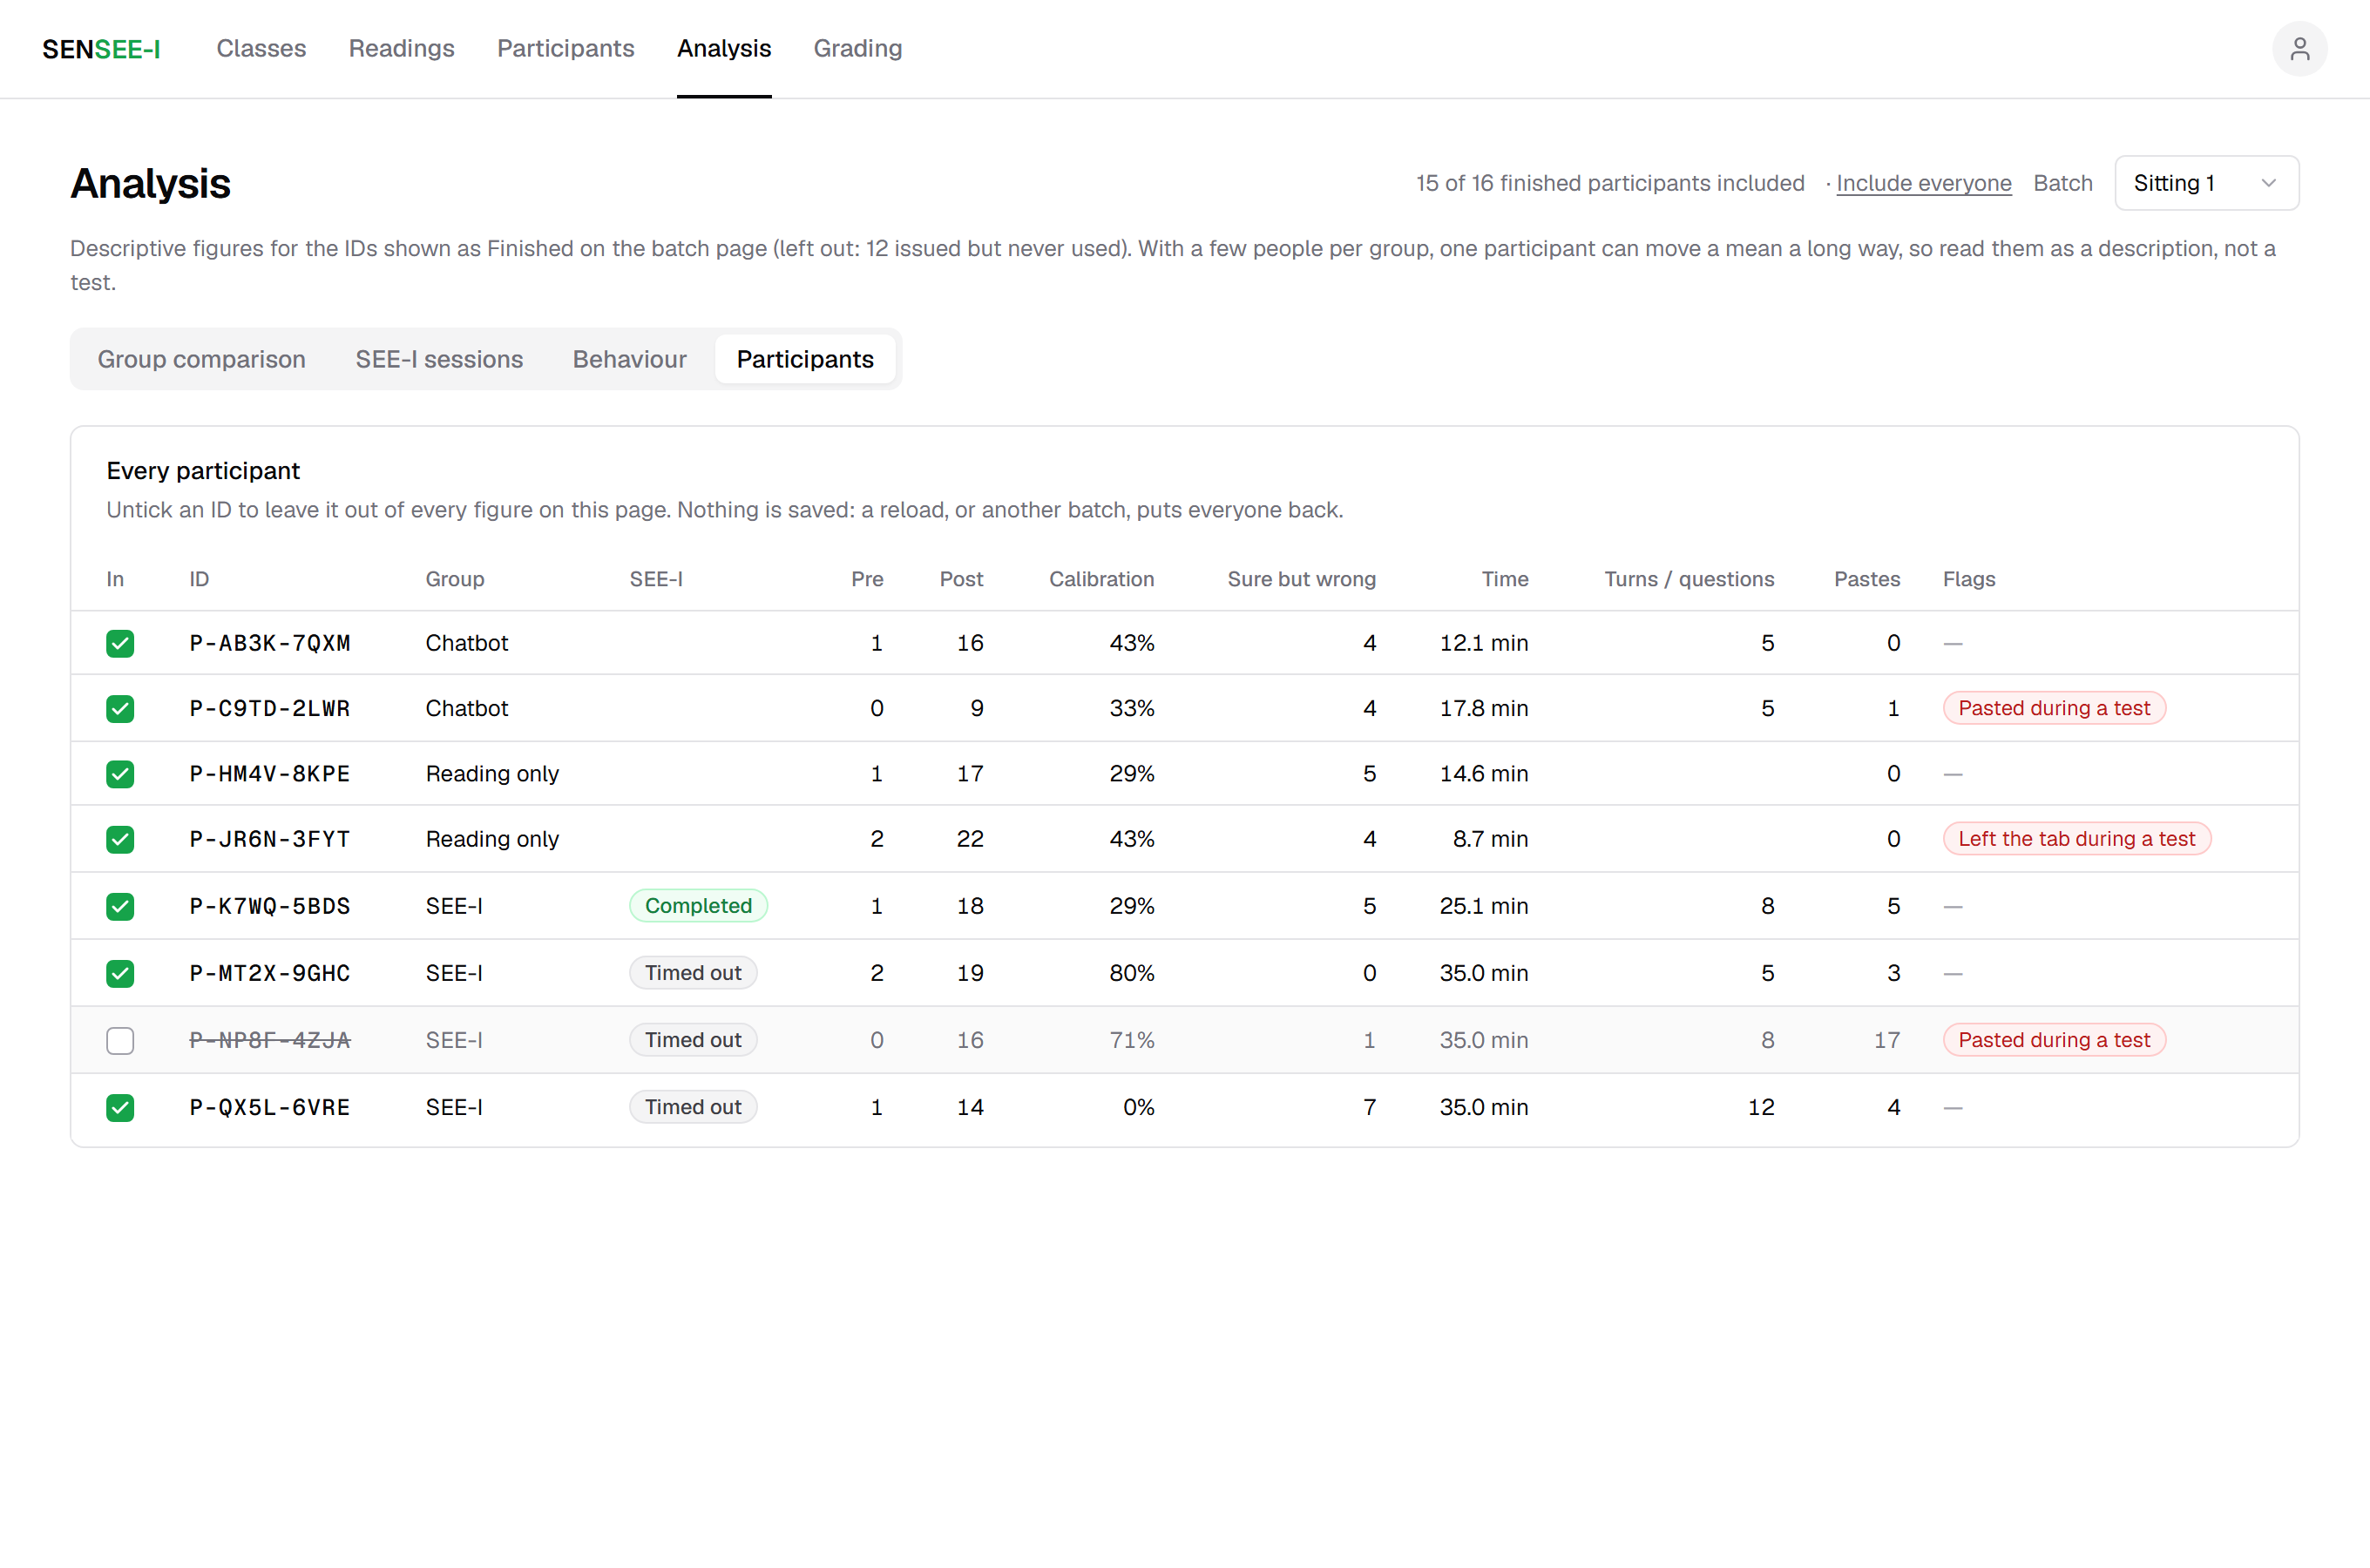 SENSEE-I Classes Readings Participants Analysis Grading
Analysis
15 of 16 finished participants included · Include everyone Batch Sitting 1
Descriptive figures for the IDs shown as Finished on the batch page (left out: 12 issued but never used). With a few people per group, one participant can move a mean a long way, so read them as a description, not a
test.
Group comparison SEE-I sessions Behaviour Participants
Every participant
Untick an ID to leave it out of every figure on this page. Nothing is saved: a reload, or another batch, puts everyone back.
In ID Group SEE-I Pre Post Calibration Sure but wrong Time Turns / questions Pastes Flags
P-AB3K-7QXM Chatbot 1 16 43% 4 12.1 min 5 0 —
P-C9TD-2LWR Chatbot 0 9 33% 4 17.8 min 5 1 Pasted during a test
P-HM4V-8KPE Reading only 1 17 29% 5 14.6 min 0 —
P-JR6N-3FYT Reading only 2 22 43% 4 8.7 min 0 Left the tab during a test
P-K7WQ-5BDS SEE-I Completed 1 18 29% 5 25.1 min 8 5 —
P-MT2X-9GHC SEE-I Timed out 2 19 80% 0 35.0 min 5 3 —
P-NP8F-4ZJA SEE-I Timed out 0 16 71% 1 35.0 min 8 17 Pasted during a test
P-QX5L-6VRE SEE-I Timed out 1 14 0% 7 35.0 min 12 4 —